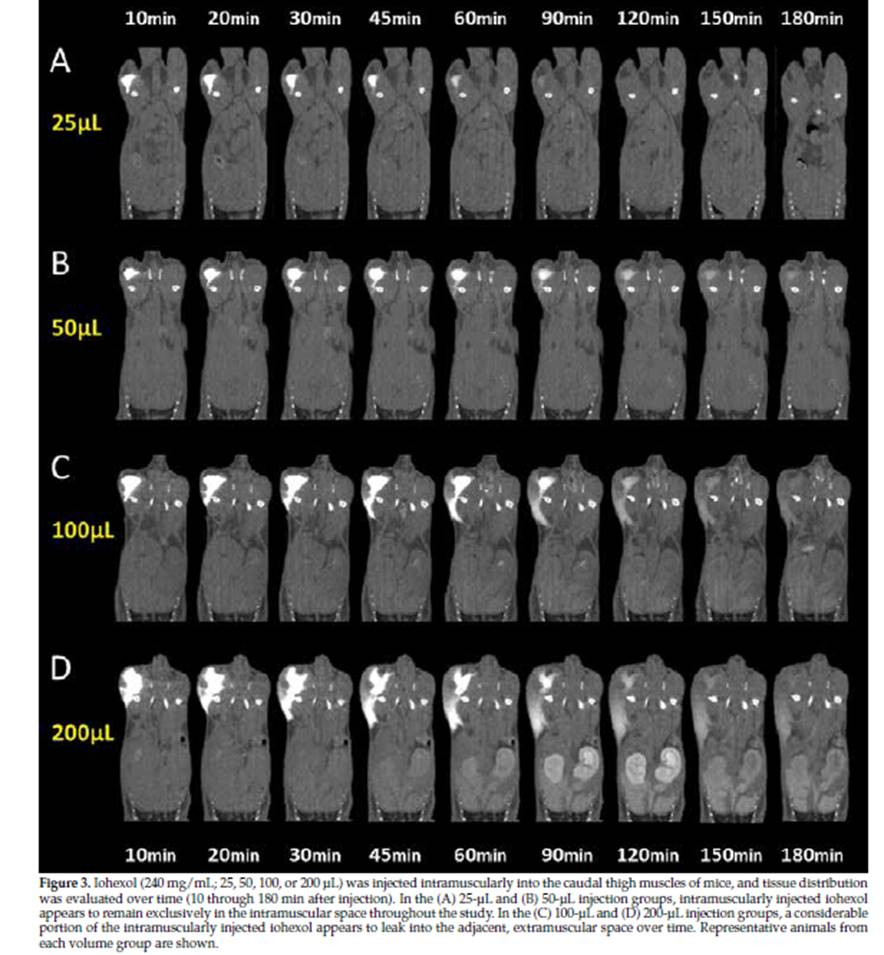 10min 20min 30min 45min 60min 90min 120min 150min 180min
A
25µL
B
50µL
C
100µL
D
200µL
10min 20min 30min 45min 60min 90min 120min 150min 180min
Figure 3. Iohexol (240 mg/mL; 25, 50, 100, or 200 µL) was injected intramuscularly into the caudal thigh muscles of mice, and tissue distribution
was evaluated over time (10 through 180 min after injection). In the (A) 25-µL and (B) 50-µL injection groups, intramuscularly injected iohexol
appears to remain exclusively in the intramuscular space throughout the study. In the (C) 100-µL and (D) 200-µL injection groups, a considerable
portion of the intramuscularly injected iohexol appears to leak into the adjacent, extramuscular space over time. Representative animals from
each volume group are shown.